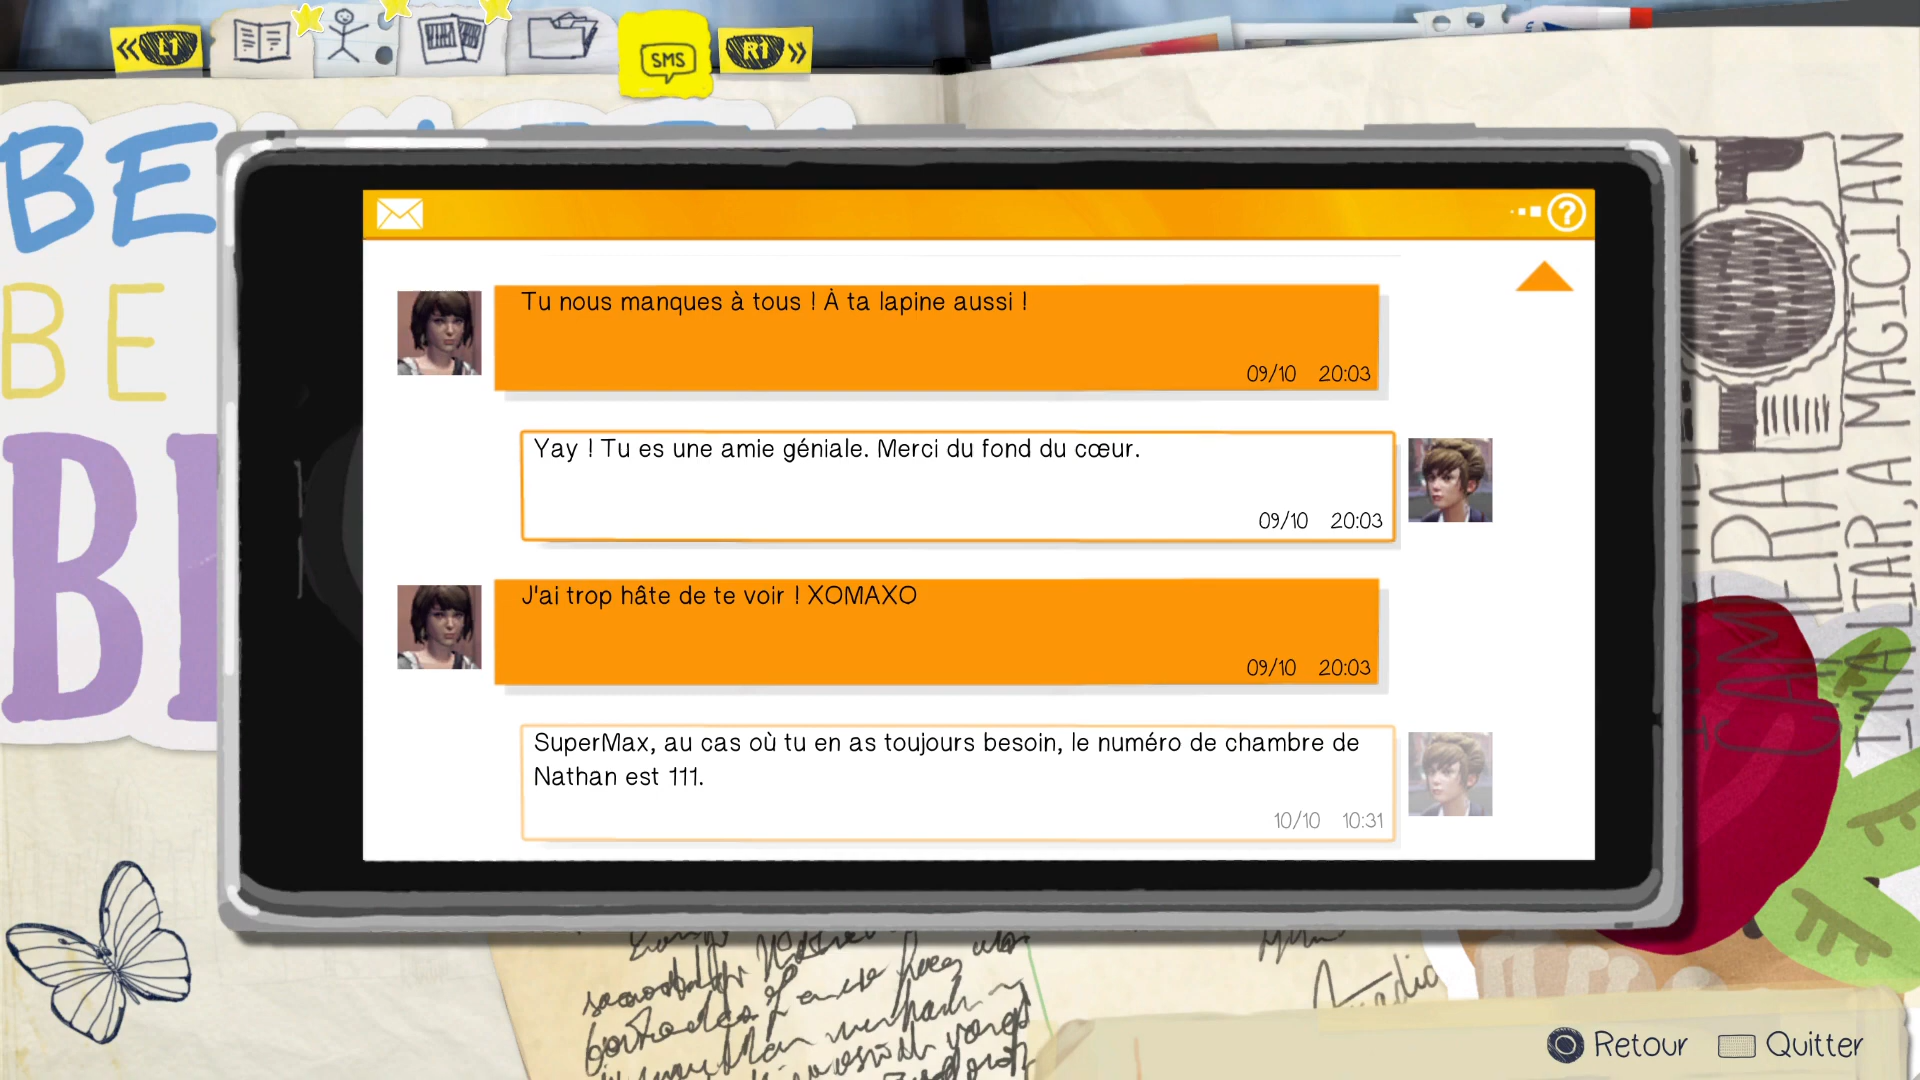 L1
SMS
R1
BE
BE
Tu nous manques à tous ! À ta lapine aussi !
09/10 20:03
Yay ! Tu es une amie géniale. Merci du fond du cœur.
09/10 20:03
J'ai trop hâte de te voir ! XOMAXO
09/10 20:03
SuperMax, au cas où tu en as toujours besoin, le numéro de chambre de
Nathan est 111.
10/10 10:31
CAMERA
LIAR, A MAGICIAN
Retour
Quitter